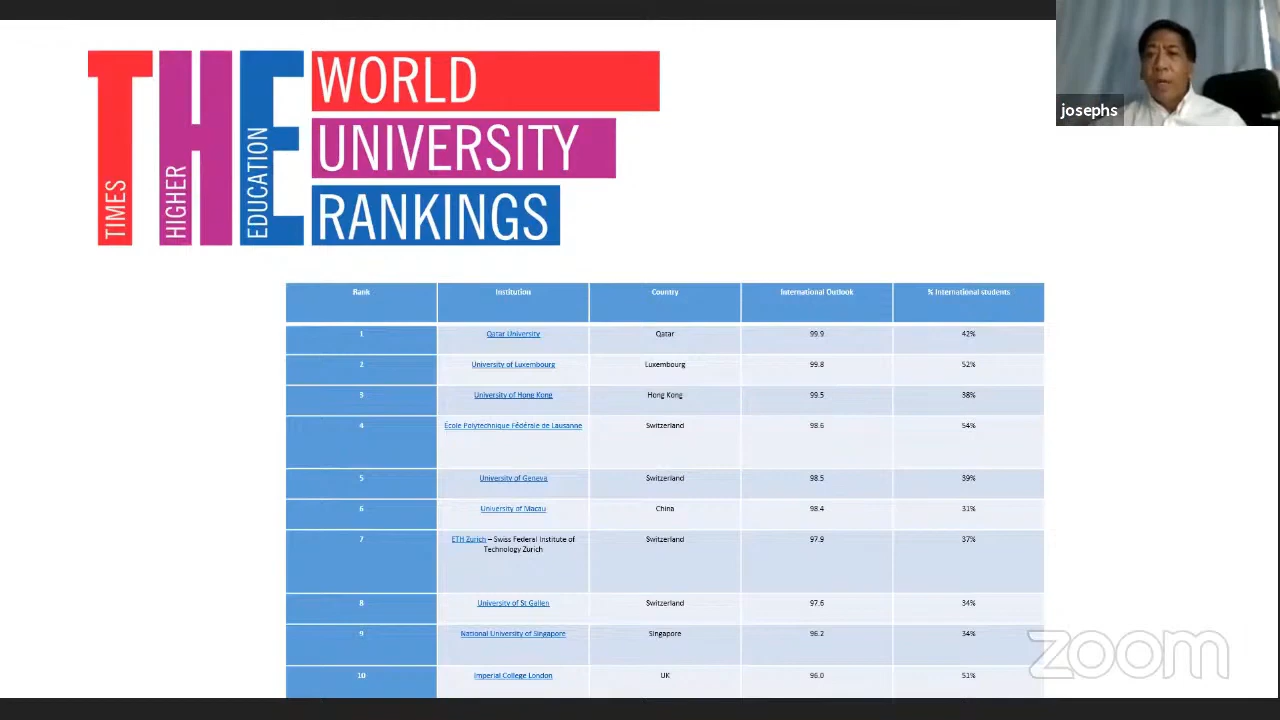 TIMES
HIGHER
EDUCATION
THE
WORLD
UNIVERSITY
RANKINGS
josephs
Rank Institution Country International Outlook % International students
1 Qatar University Qatar 99.9 42%
2 University of Luxembourg Luxembourg 99.8 52%
3 University of Hong Kong Hong Kong 99.5 38%
4 École Polytechnique Fédérale de Lausanne Switzerland 98.6 54%
5 University of Geneva Switzerland 98.5 39%
6 University of Macau China 98.4 31%
7 ETH Zurich – Swiss Federal Institute of Switzerland 97.9 37%
Technology Zurich
8 University of St Gallen Switzerland 97.6 34%
9 National University of Singapore Singapore 96.2 34%
10 Imperial College London UK 96.0 51%
zoom